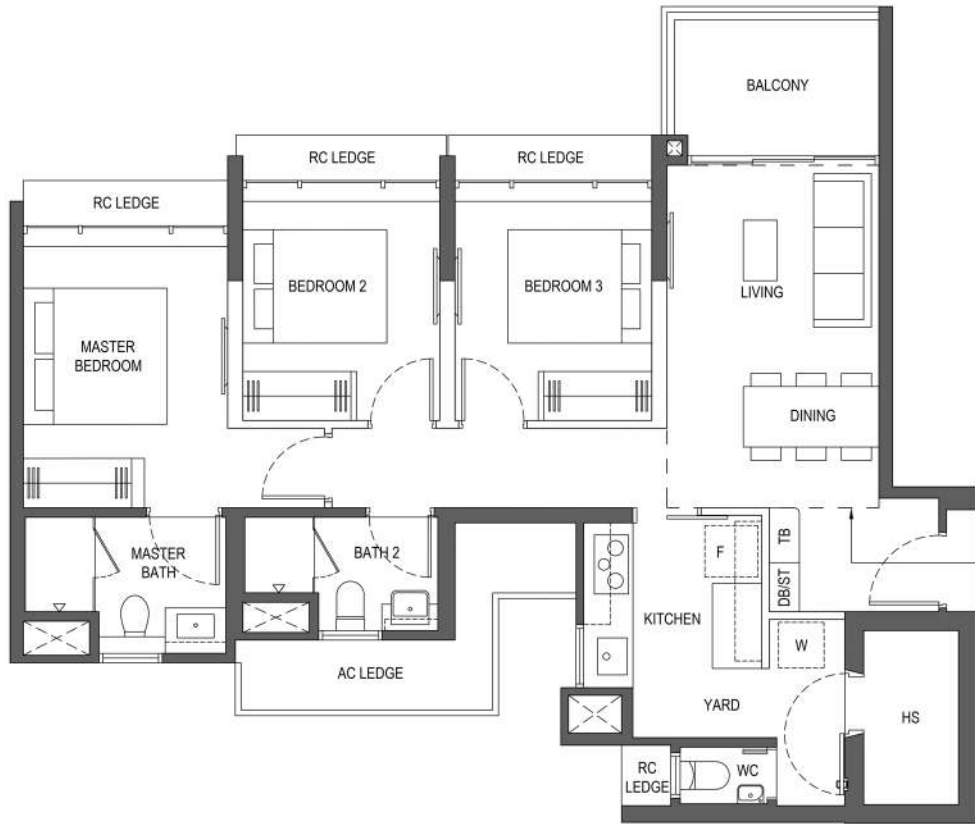 BALCONY
RC LEDGE
RC LEDGE
RC LEDGE
BEDROOM 2
BEDROOM 3
LIVING
MASTER
BEDROOM
DINING
MASTER
BATH
BATH 2
F
TB
DB/ST
KITCHEN
W
AC LEDGE
YARD
HS
RC
LEDGE
WC